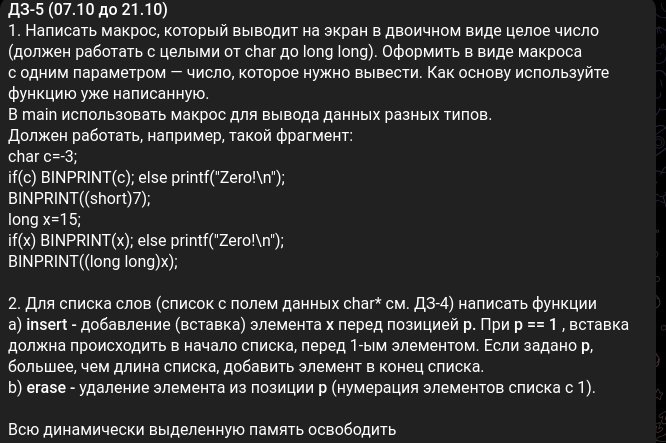 ДЗ-5 (07.10 до 21.10)
1. Написать макрос, который выводит на экран в двоичном виде целое число
(должен работать с целыми от char до long long). Оформить в виде макроса
с одним параметром — число, которое нужно вывести. Как основу используйте
функцию уже написанную.
В main использовать макрос для вывода данных разных типов.
Должен работать, например, такой фрагмент:
char c=-3;
if(c) BINPRINT(c); else printf("Zero!\n");
BINPRINT((short)7);
long x=15;
if(x) BINPRINT(x); else printf("Zero!\n");
BINPRINT((long long)x);
2. Для списка слов (список с полем данных char* см. ДЗ-4) написать функции
a) insert - добавление (вставка) элемента x перед позицией p. При p == 1 , вставка
должна происходить в начало списка, перед 1-ым элементом. Если задано p,
большее, чем длина списка, добавить элемент в конец списка.
b) erase - удаление элемента из позиции p (нумерация элементов списка с 1).
Всю динамически выделенную память освободить